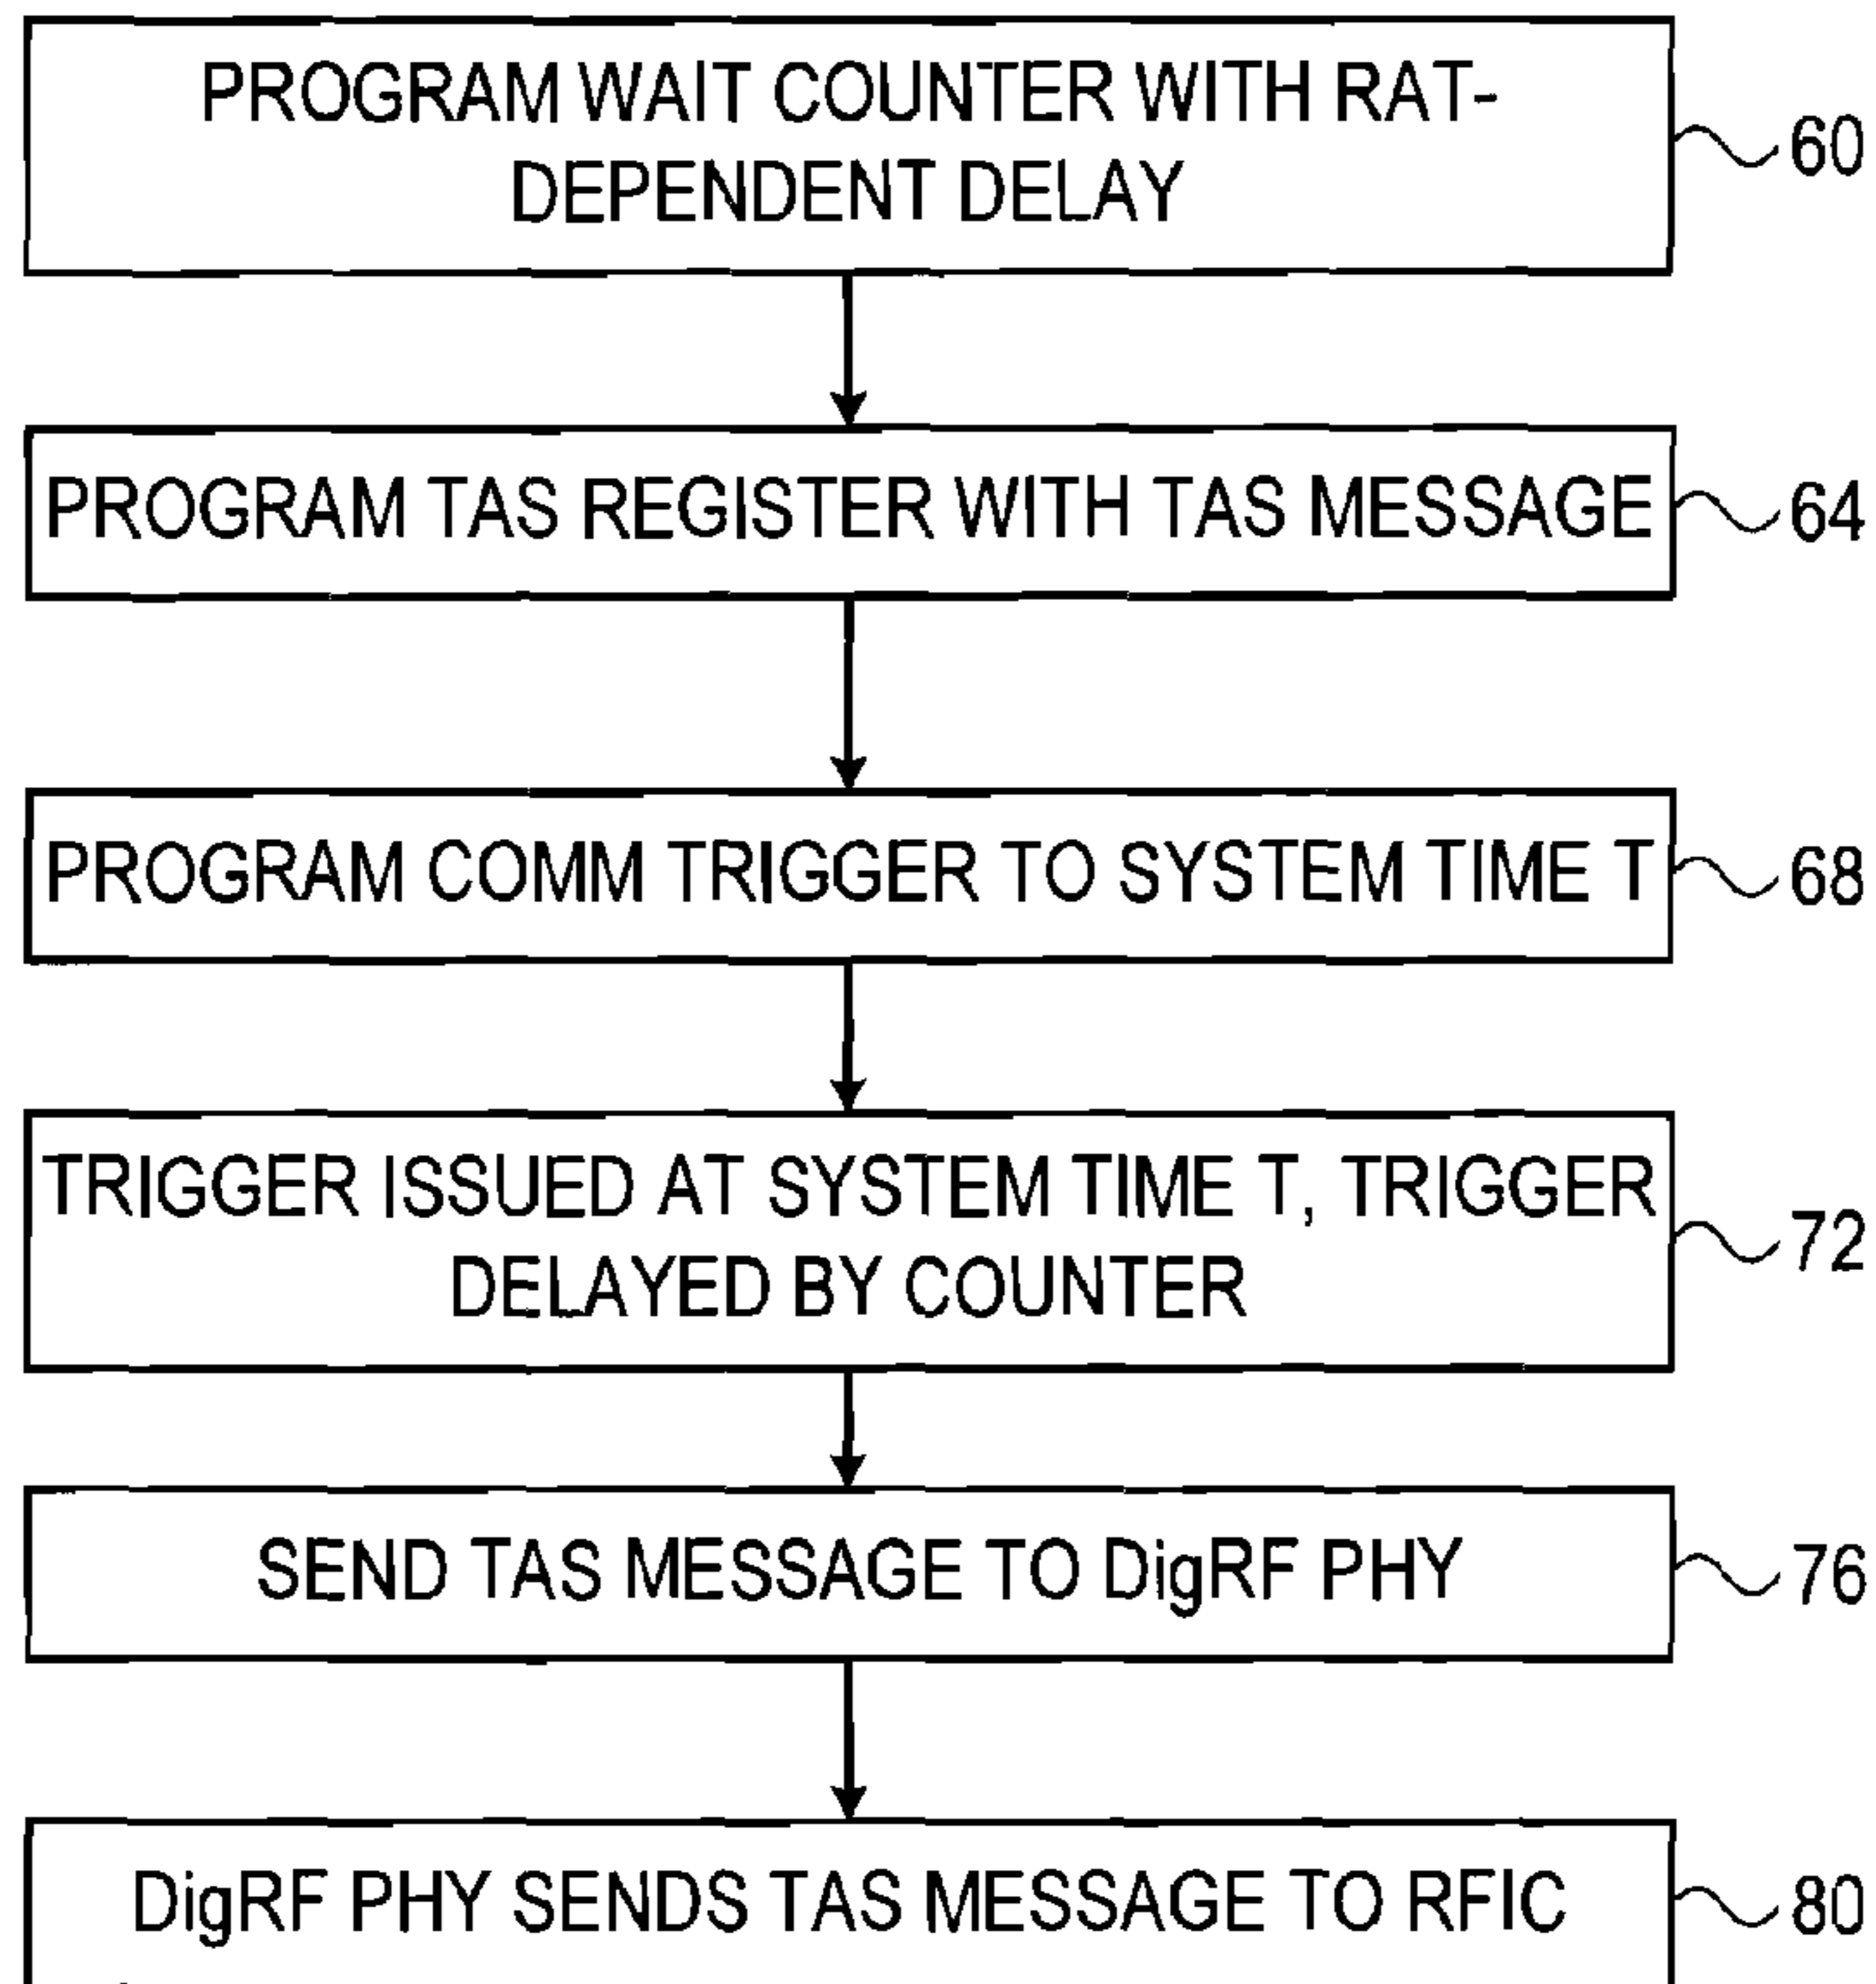 PROGRAM WAIT COUNTER WITH RAT-
DEPENDENT DELAY
60
PROGRAM TAS REGISTER WITH TAS MESSAGE
64
PROGRAM COMM TRIGGER TO SYSTEM TIME T
68
TRIGGER ISSUED AT SYSTEM TIME T, TRIGGER
DELAYED BY COUNTER
72
SEND TAS MESSAGE TO DigRF PHY
76
DigRF PHY SENDS TAS MESSAGE TO RFIC
80